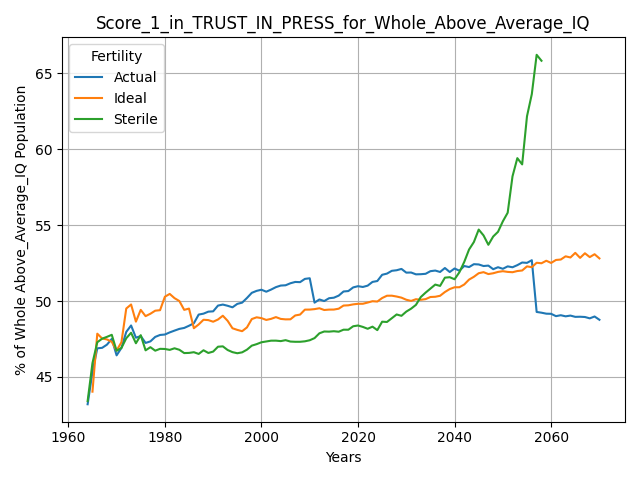 Score_1_in_TRUST_IN_PRESS_for_Whole_Above_Average_IQ
Fertility
Actual
Ideal
Sterile
% of Whole Above_Average_IQ Population
65
60
55
50
45
1960
1980
2000
2020
2040
2060
Years